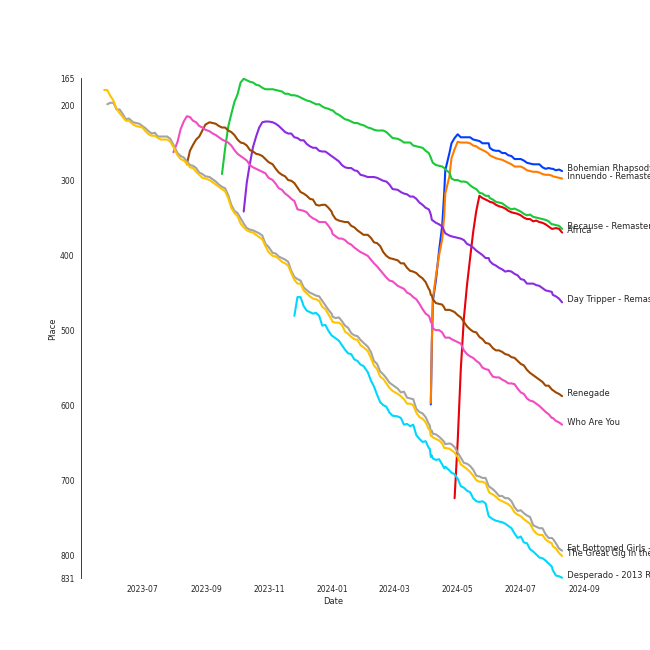 165
200
300
400
500
600
700
800
831
Place
2023-07
2023-09
2023-11
2024-01
2024-03
2024-05
2024-07
2024-09
Date
Bohemian Rhapsod
Innuendo - Remaste
Because - Remaster
Africa
Day Tripper - Remas
Renegade
Who Are You
Fat Bottomed Girls -
The Great Gig in the
Desperado - 2013 R